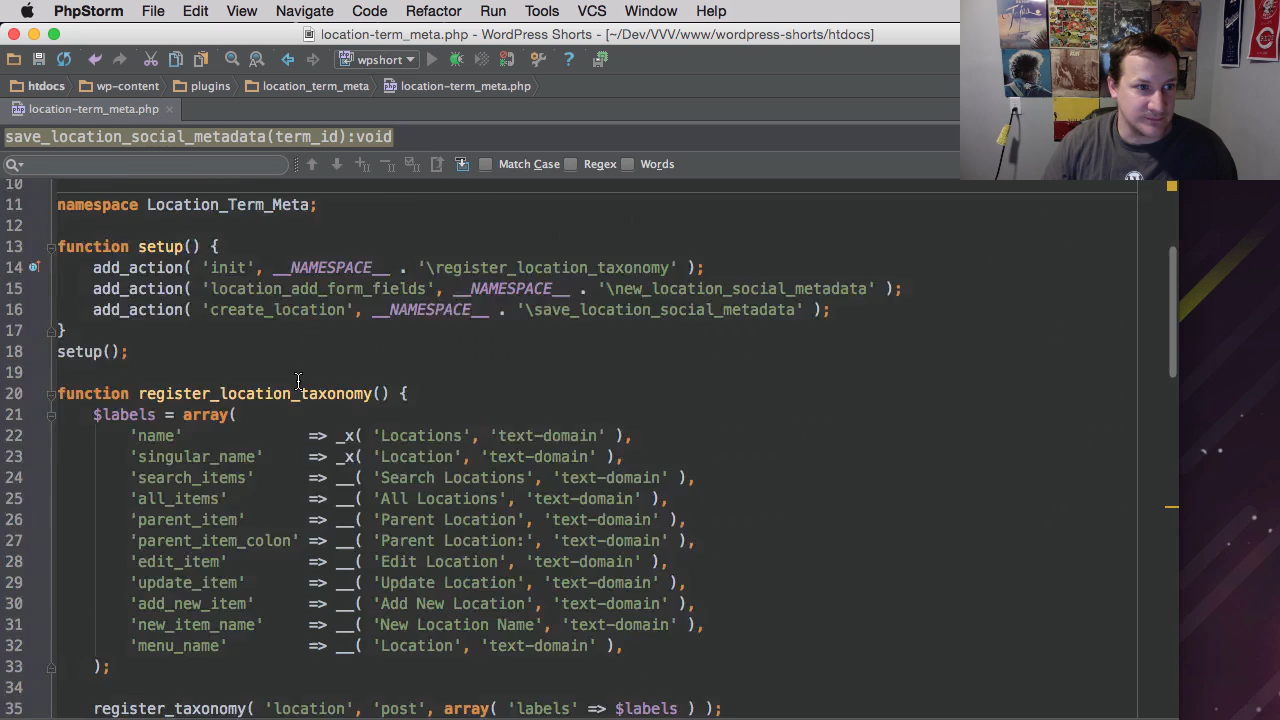 PhpStorm File Edit View Navigate Code Refactor Run Tools VCS Window Help
location-term_meta.php - WordPress Shorts - [~/Dev/VVV/www/wordpress-shorts/htdocs]
wpshort
htdocs wp-content plugins location_term_meta location-term_meta.php
location-term_meta.php
save_location_social_metadata(term_id):void
Match Case Regex Words
10
11 namespace Location_Term_Meta;
12
13 function setup() {
14 add_action( 'init', __NAMESPACE__ . '\register_location_taxonomy' );
15 add_action( 'location_add_form_fields', __NAMESPACE__ . '\new_location_social_metadata' );
16 add_action( 'create_location', __NAMESPACE__ . '\save_location_social_metadata' );
17 }
18 setup();
19
20 function register_location_taxonomy() {
21 $labels = array(
22 'name' => _x( 'Locations', 'text-domain' ),
23 'singular_name' => _x( 'Location', 'text-domain' ),
24 'search_items' => __( 'Search Locations', 'text-domain' ),
25 'all_items' => __( 'All Locations', 'text-domain' ),
26 'parent_item' => __( 'Parent Location', 'text-domain' ),
27 'parent_item_colon' => __( 'Parent Location:', 'text-domain' ),
28 'edit_item' => __( 'Edit Location', 'text-domain' ),
29 'update_item' => __( 'Update Location', 'text-domain' ),
30 'add_new_item' => __( 'Add New Location', 'text-domain' ),
31 'new_item_name' => __( 'New Location Name', 'text-domain' ),
32 'menu_name' => __( 'Location', 'text-domain' ),
33 );
34
35 register_taxonomy( 'location', 'post', array( 'labels' => $labels ) );